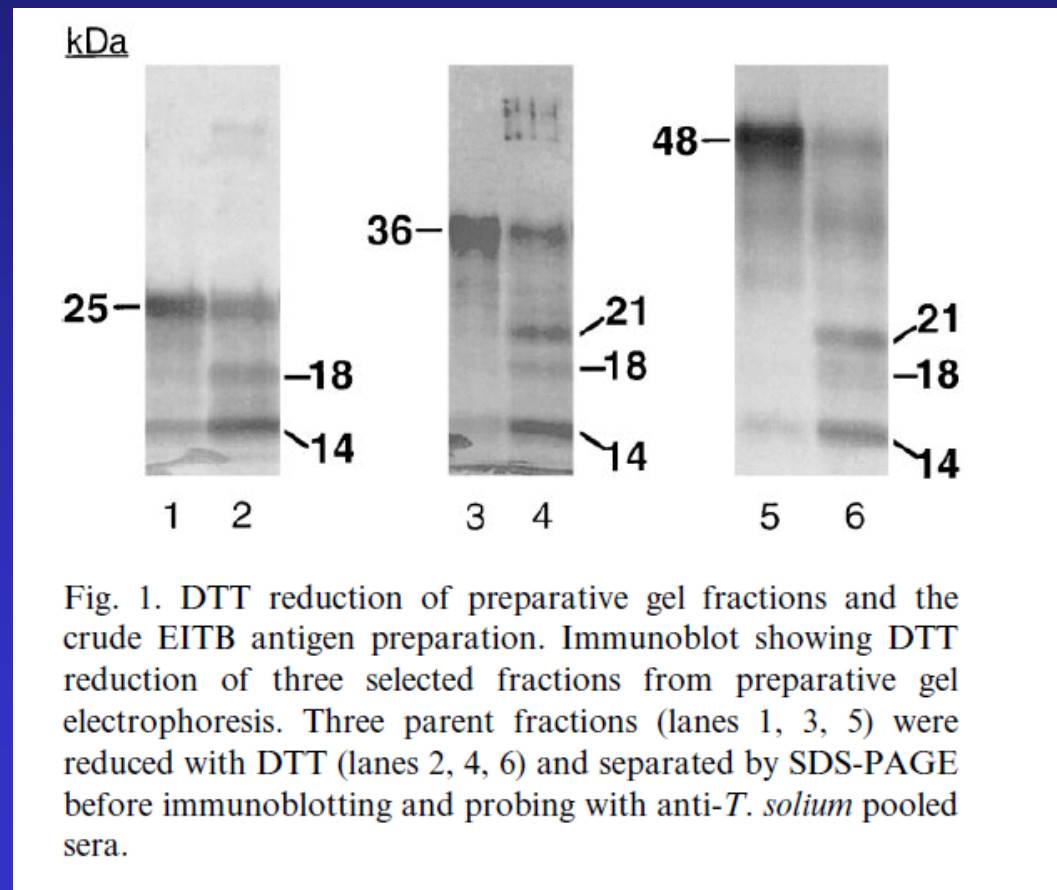 kDa
48–
36–
25–
21
21
–18
–18
–18
14
14
14
1 2 3 4 5 6
Fig. 1. DTT reduction of preparative gel fractions and the
crude EITB antigen preparation. Immunoblot showing DTT
reduction of three selected fractions from preparative gel
electrophoresis. Three parent fractions (lanes 1, 3, 5) were
reduced with DTT (lanes 2, 4, 6) and separated by SDS-PAGE
before immunoblotting and probing with anti-T. solium pooled
sera.